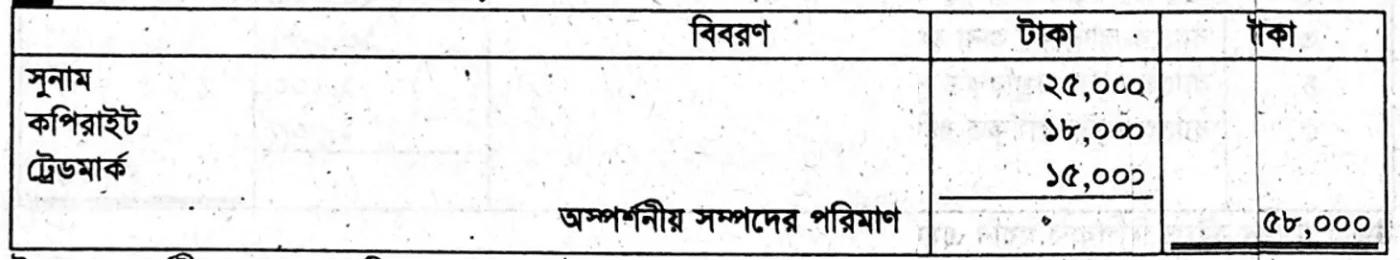 বিবরণ টাকা টাকা
সুনাম ২৫,০০০
কপিরাইট ১৮,০০০
ট্রেডমার্ক ১৫,০০০
অস্পর্শনীয় সম্পদের পরিমাণ ৫৮,০০০